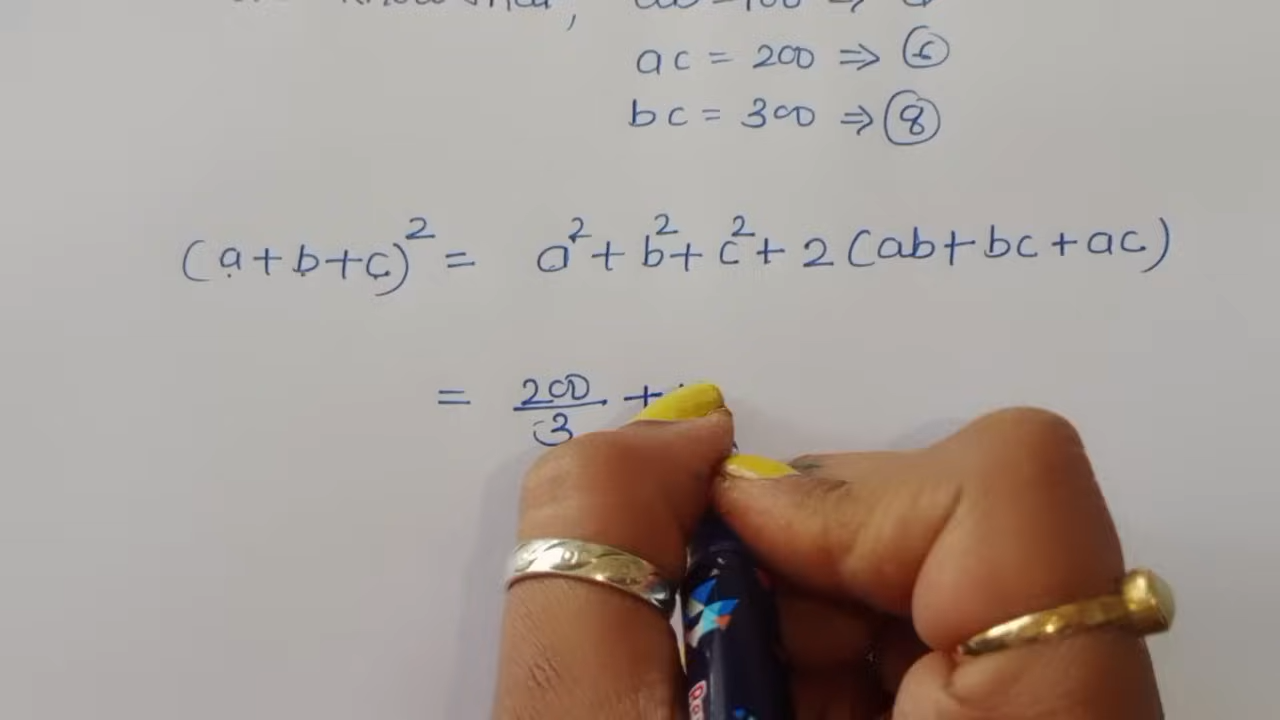 ac = 200 ⇒ ⑥
bc = 300 ⇒ ⑧
(a+b+c)² = a² + b² + c² + 2(ab+bc+ac)
= 200/3 +